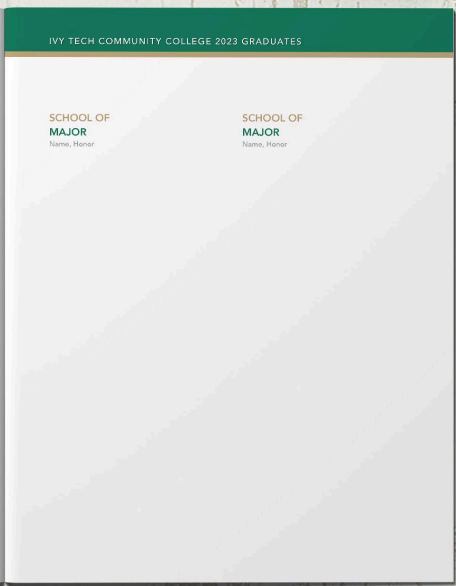 IVY TECH COMMUNITY COLLEGE 2023 GRADUATES
SCHOOL OF
MAJOR
Name, Honor
SCHOOL OF
MAJOR
Name, Honor